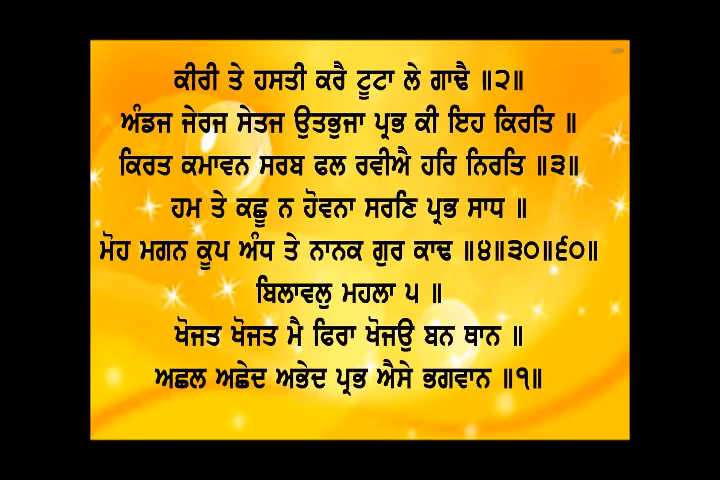 ਕੀਰੀ ਤੇ ਹਸਤੀ ਕਰੈ ਟੂਟਾ ਲੇ ਗਾਢੈ ॥੨॥
ਅੰਡਜ ਜੇਰਜ ਸੇਤਜ ਉਤਭੁਜਾ ਪ੍ਰਭ ਕੀ ਇਹ ਕਿਰਤਿ ॥
ਕਿਰਤ ਕਮਾਵਨ ਸਰਬ ਫਲ ਰਵੀਐ ਹਰਿ ਨਿਰਤਿ ॥੩॥
ਹਮ ਤੇ ਕਛੂ ਨ ਹੋਵਨਾ ਸਰਣਿ ਪ੍ਰਭ ਸਾਧ ॥
ਮੋਹ ਮਗਨ ਕੂਪ ਅੰਧ ਤੇ ਨਾਨਕ ਗੁਰ ਕਾਢ ॥੪॥੩੦॥੬੦॥
ਬਿਲਾਵਲੁ ਮਹਲਾ ੫ ॥
ਖੋਜਤ ਖੋਜਤ ਮੈ ਫਿਰਾ ਖੋਜਉ ਬਨ ਥਾਨ ॥
ਅਛਲ ਅਛੇਦ ਅਭੇਦ ਪ੍ਰਭ ਐਸੇ ਭਗਵਾਨ ॥੧॥